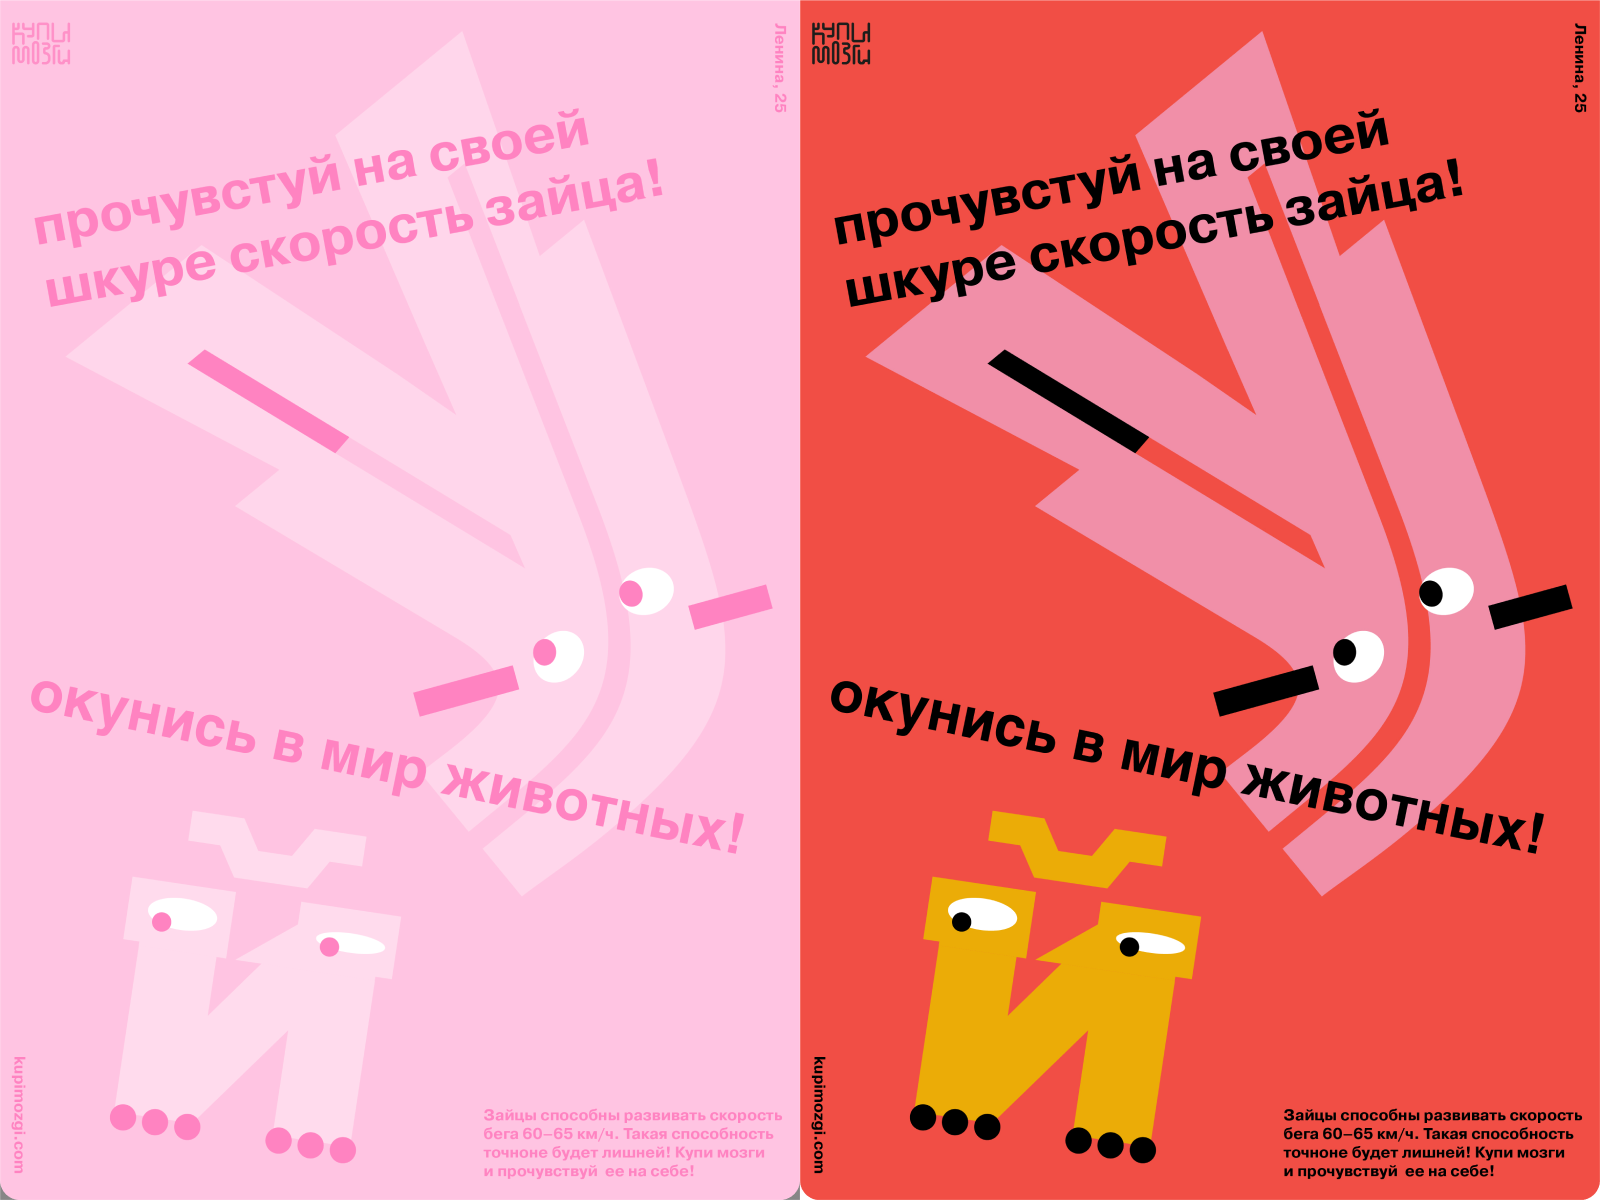 купи
мозги
Ленина, 25
прочувстуй на своей
шкуре скорость зайца!
окунись в мир животных!
Й
kupimozgi.com
Зайцы способны развивать скорость
бега 60–65 км/ч. Такая способность
точноне будет лишней! Купи мозги
и прочувствуй ее на себе!
купи
мозги
Ленина, 25
прочувстуй на своей
шкуре скорость зайца!
окунись в мир животных!
Й
kupimozgi.com
Зайцы способны развивать скорость
бега 60–65 км/ч. Такая способность
точноне будет лишней! Купи мозги
и прочувствуй ее на себе!